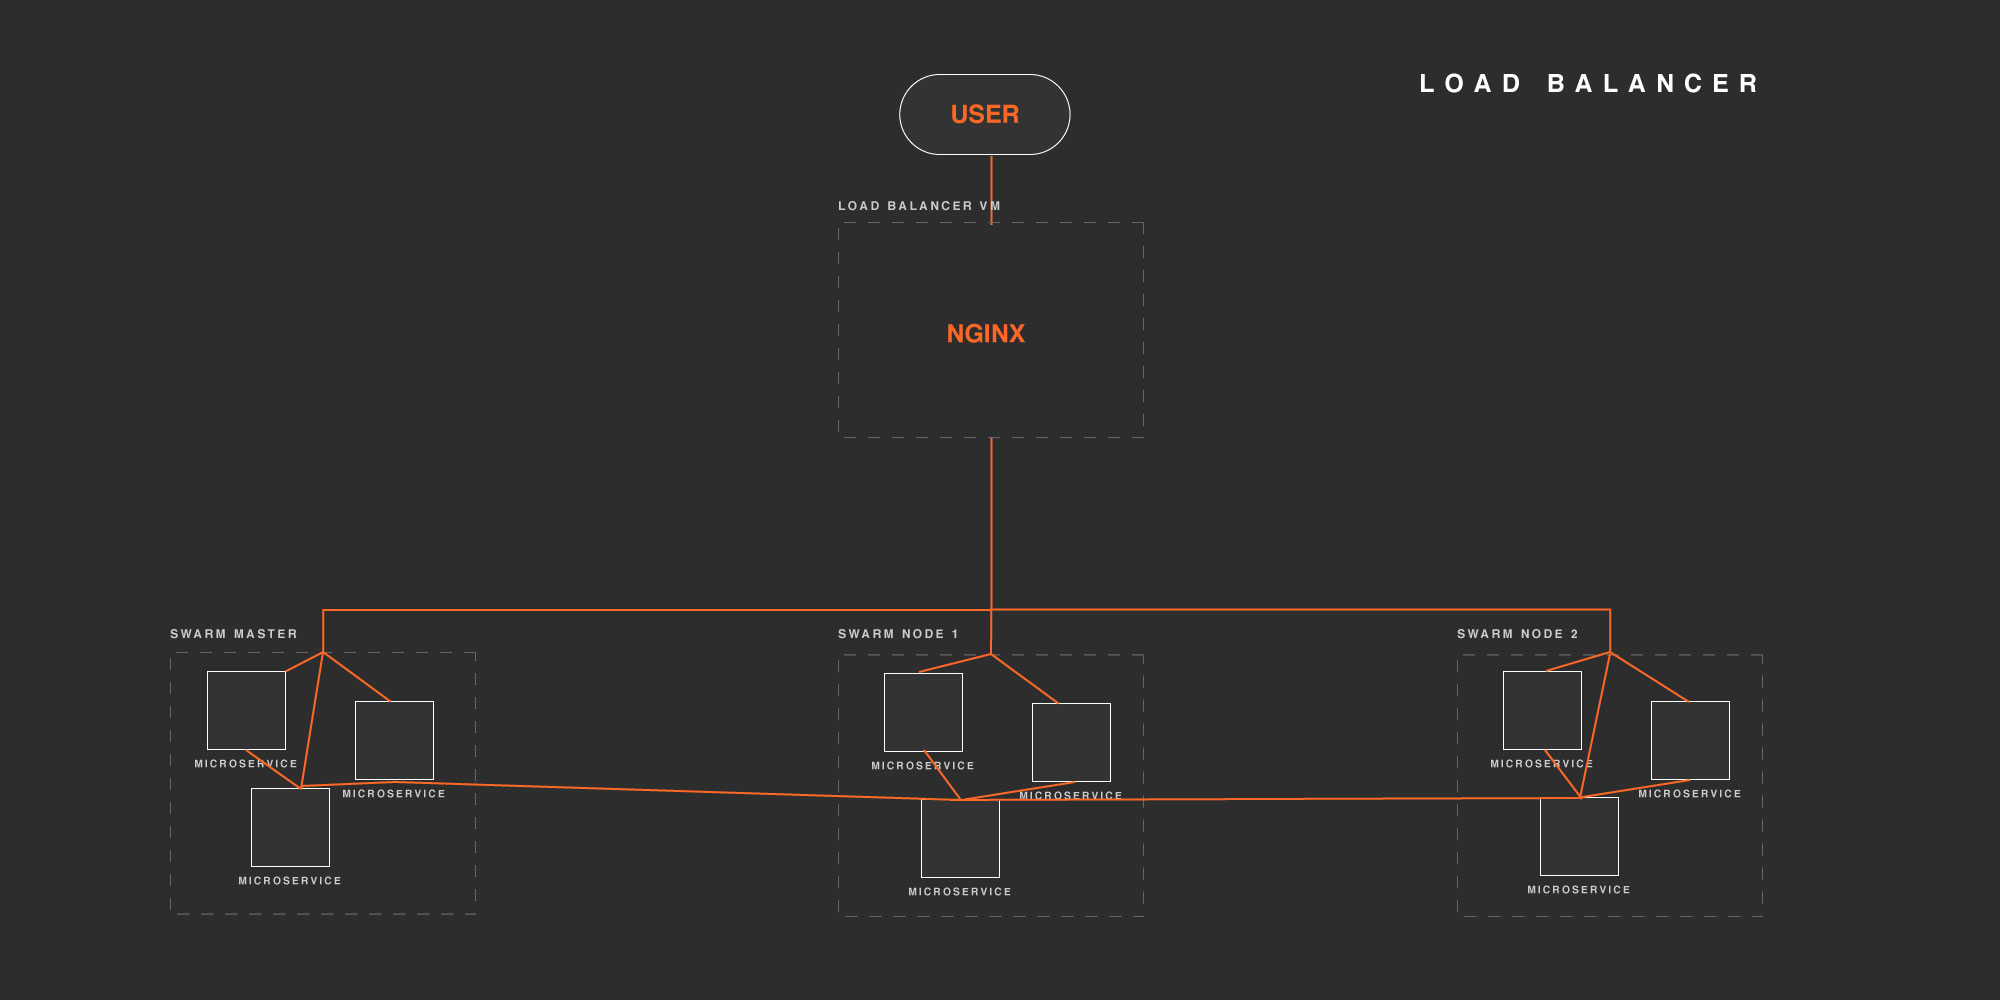 LOAD BALANCER
USER
LOAD BALANCER VM
NGINX
SWARM MASTER
SWARM NODE 1
SWARM NODE 2
MICROSERVICE
MICROSERVICE
MICROSERVICE
MICROSERVICE
MICROSERVICE
MICROSERVICE
MICROSERVICE
MICROSERVICE
MICROSERVICE